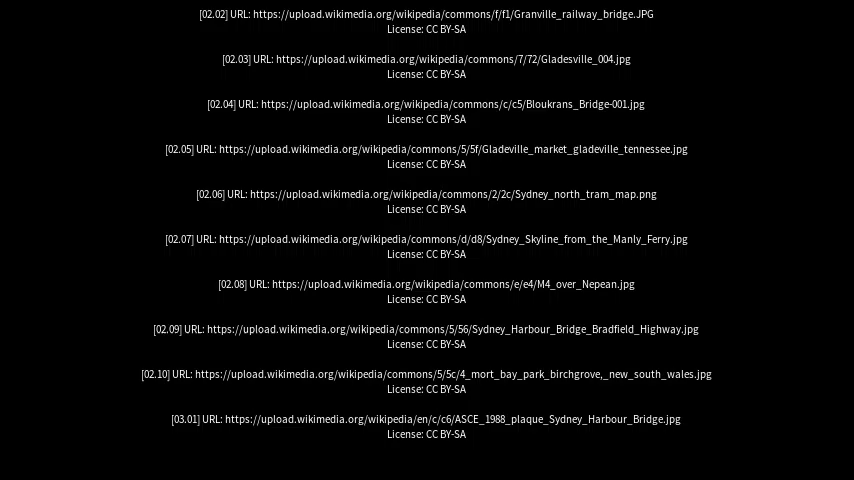 [02.02] URL: https://upload.wikimedia.org/wikipedia/commons/f/f1/Granville_railway_bridge.JPG
License: CC BY-SA
[02.03] URL: https://upload.wikimedia.org/wikipedia/commons/7/72/Gladesville_004.jpg
License: CC BY-SA
[02.04] URL: https://upload.wikimedia.org/wikipedia/commons/c/c5/Bloukrans_Bridge-001.jpg
License: CC BY-SA
[02.05] URL: https://upload.wikimedia.org/wikipedia/commons/5/5f/Gladeville_market_gladeville_tennessee.jpg
License: CC BY-SA
[02.06] URL: https://upload.wikimedia.org/wikipedia/commons/2/2c/Sydney_north_tram_map.png
License: CC BY-SA
[02.07] URL: https://upload.wikimedia.org/wikipedia/commons/d/d8/Sydney_Skyline_from_the_Manly_Ferry.jpg
License: CC BY-SA
[02.08] URL: https://upload.wikimedia.org/wikipedia/commons/e/e4/M4_over_Nepean.jpg
License: CC BY-SA
[02.09] URL: https://upload.wikimedia.org/wikipedia/commons/5/56/Sydney_Harbour_Bridge_Bradfield_Highway.jpg
License: CC BY-SA
[02.10] URL: https://upload.wikimedia.org/wikipedia/commons/5/5c/4_mort_bay_park_birchgrove,_new_south_wales.jpg
License: CC BY-SA
[03.01] URL: https://upload.wikimedia.org/wikipedia/en/c/c6/ASCE_1988_plaque_Sydney_Harbour_Bridge.jpg
License: CC BY-SA